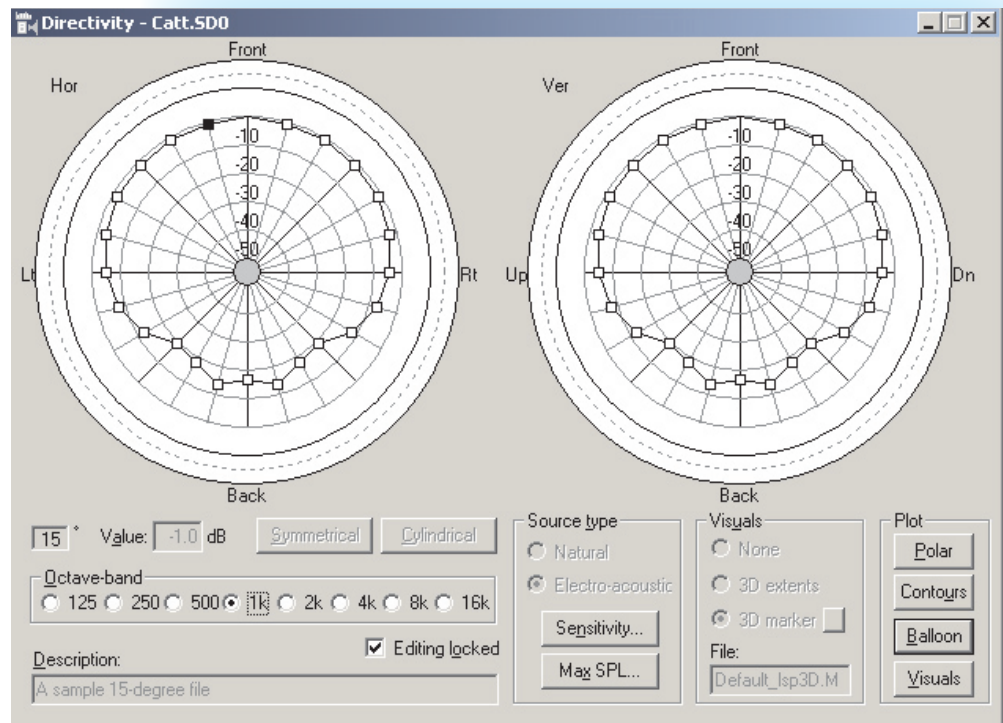 Directivity - Catt.SD0
Front Front
Hor Ver
-10 -10
-20 -20
-30 -30
-40 -40
-50 -50
Lt Rt Up Dn
Back Back
15 ° Value: -1.0 dB Symmetrical Cylindrical
Octave-band
125 250 500 1k 2k 4k 8k 16k
Editing locked
Description:
A sample 15-degree file
Source type
Natural
Electro-acoustic
Sensitivity...
Max SPL...
Visuals
None
3D extents
3D marker
File:
Default_lsp3D.M
Plot
Polar
Contours
Balloon
Visuals